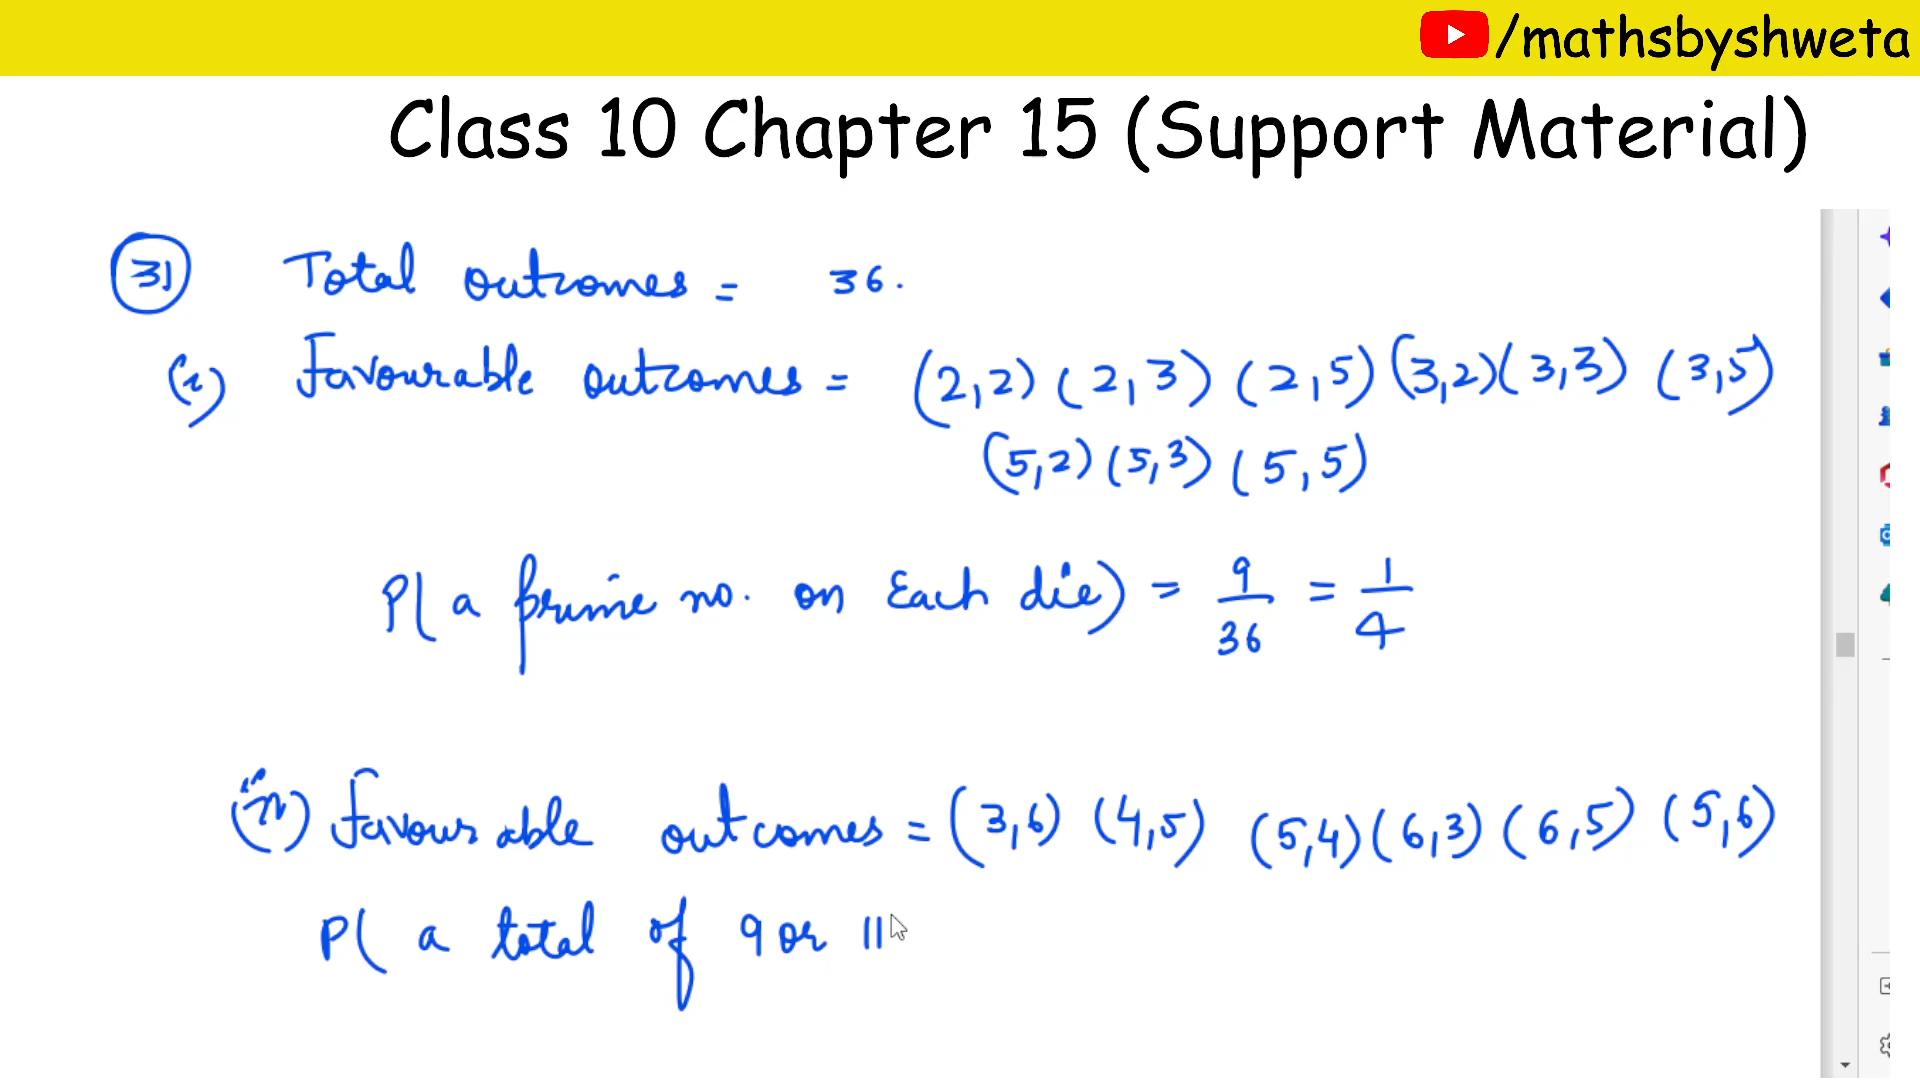 /mathsbyshweta
Class 10 Chapter 15 (Support Material)
31 Total outcomes = 36.
(i) Favourable outcomes = (2,2) (2,3) (2,5) (3,2) (3,3) (3,5)
(5,2) (5,3) (5,5)
P( a prime no. on Each die) = 9/36 = 1/4
(ii) favourable outcomes = (3,6) (4,5) (5,4) (6,3) (6,5) (5,6)
P( a total of 9 or 11